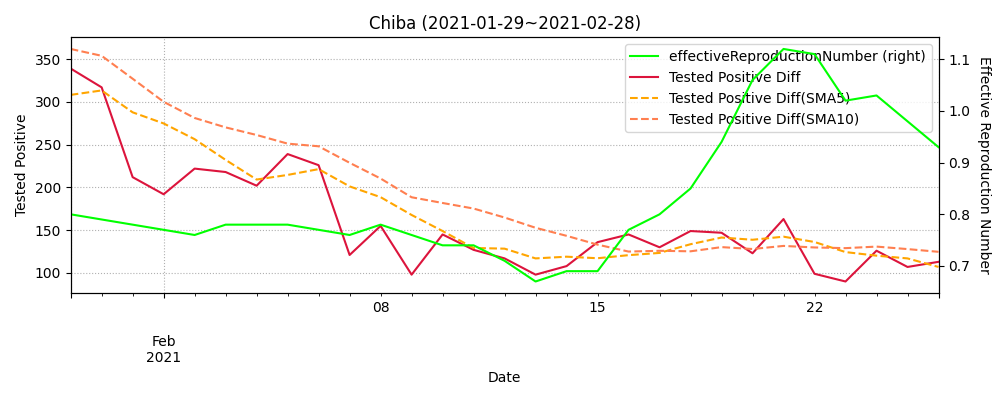 Chiba (2021-01-29~2021-02-28)
effectiveReproductionNumber (right)
Tested Positive Diff
Tested Positive Diff(SMA5)
Tested Positive Diff(SMA10)
Tested Positive
350
300
250
200
150
100
1.1
1.0
0.9
0.8
0.7
Effective Reproduction Number
08
15
22
Feb
2021
Date